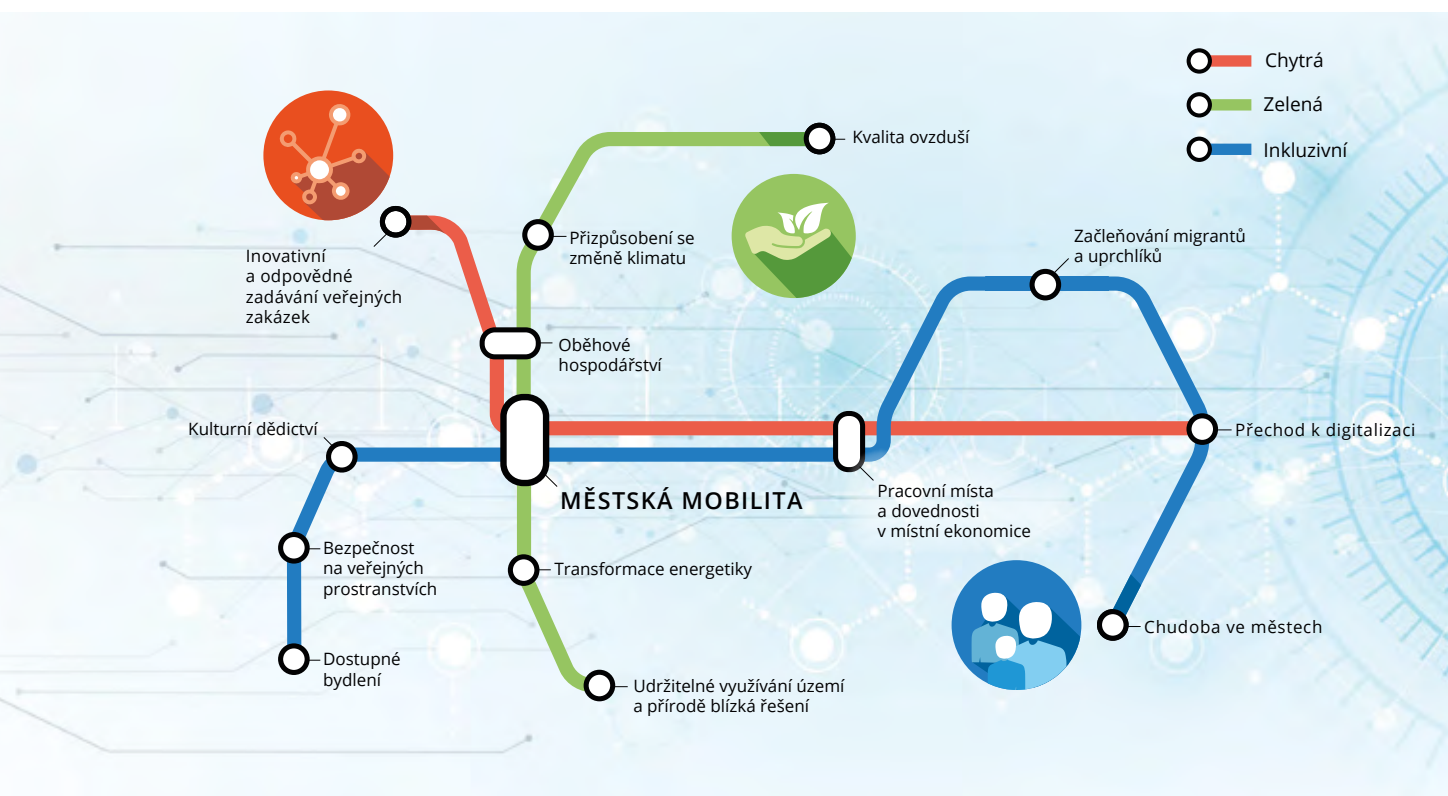 Chytrá
Zelená
Inkluzivní
Kvalita ovzduší
Přizpůsobení se
změně klimatu
Inovativní
a odpovědné
zadávání veřejných
zakázek
Začleňování migrantů
a uprchlíků
Oběhové
hospodářství
Kulturní dědictví
Přechod k digitalizaci
MĚSTSKÁ MOBILITA
Pracovní místa
a dovednosti
v místní ekonomice
Bezpečnost
na veřejných
prostranstvích
Transformace energetiky
Chudoba ve městech
Dostupné
bydlení
Udržitelné využívání území
a přírodě blízká řešení